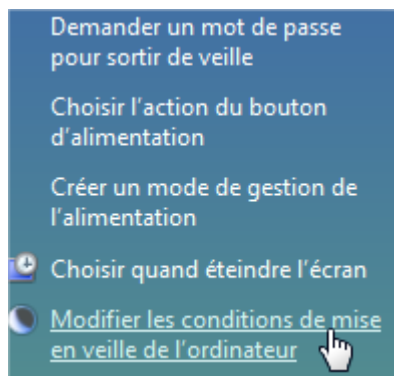 Demander un mot de passe
pour sortir de veille
Choisir l'action du bouton
d'alimentation
Créer un mode de gestion de
l'alimentation
Choisir quand éteindre l'écran
Modifier les conditions de mise
en veille de l'ordinateur